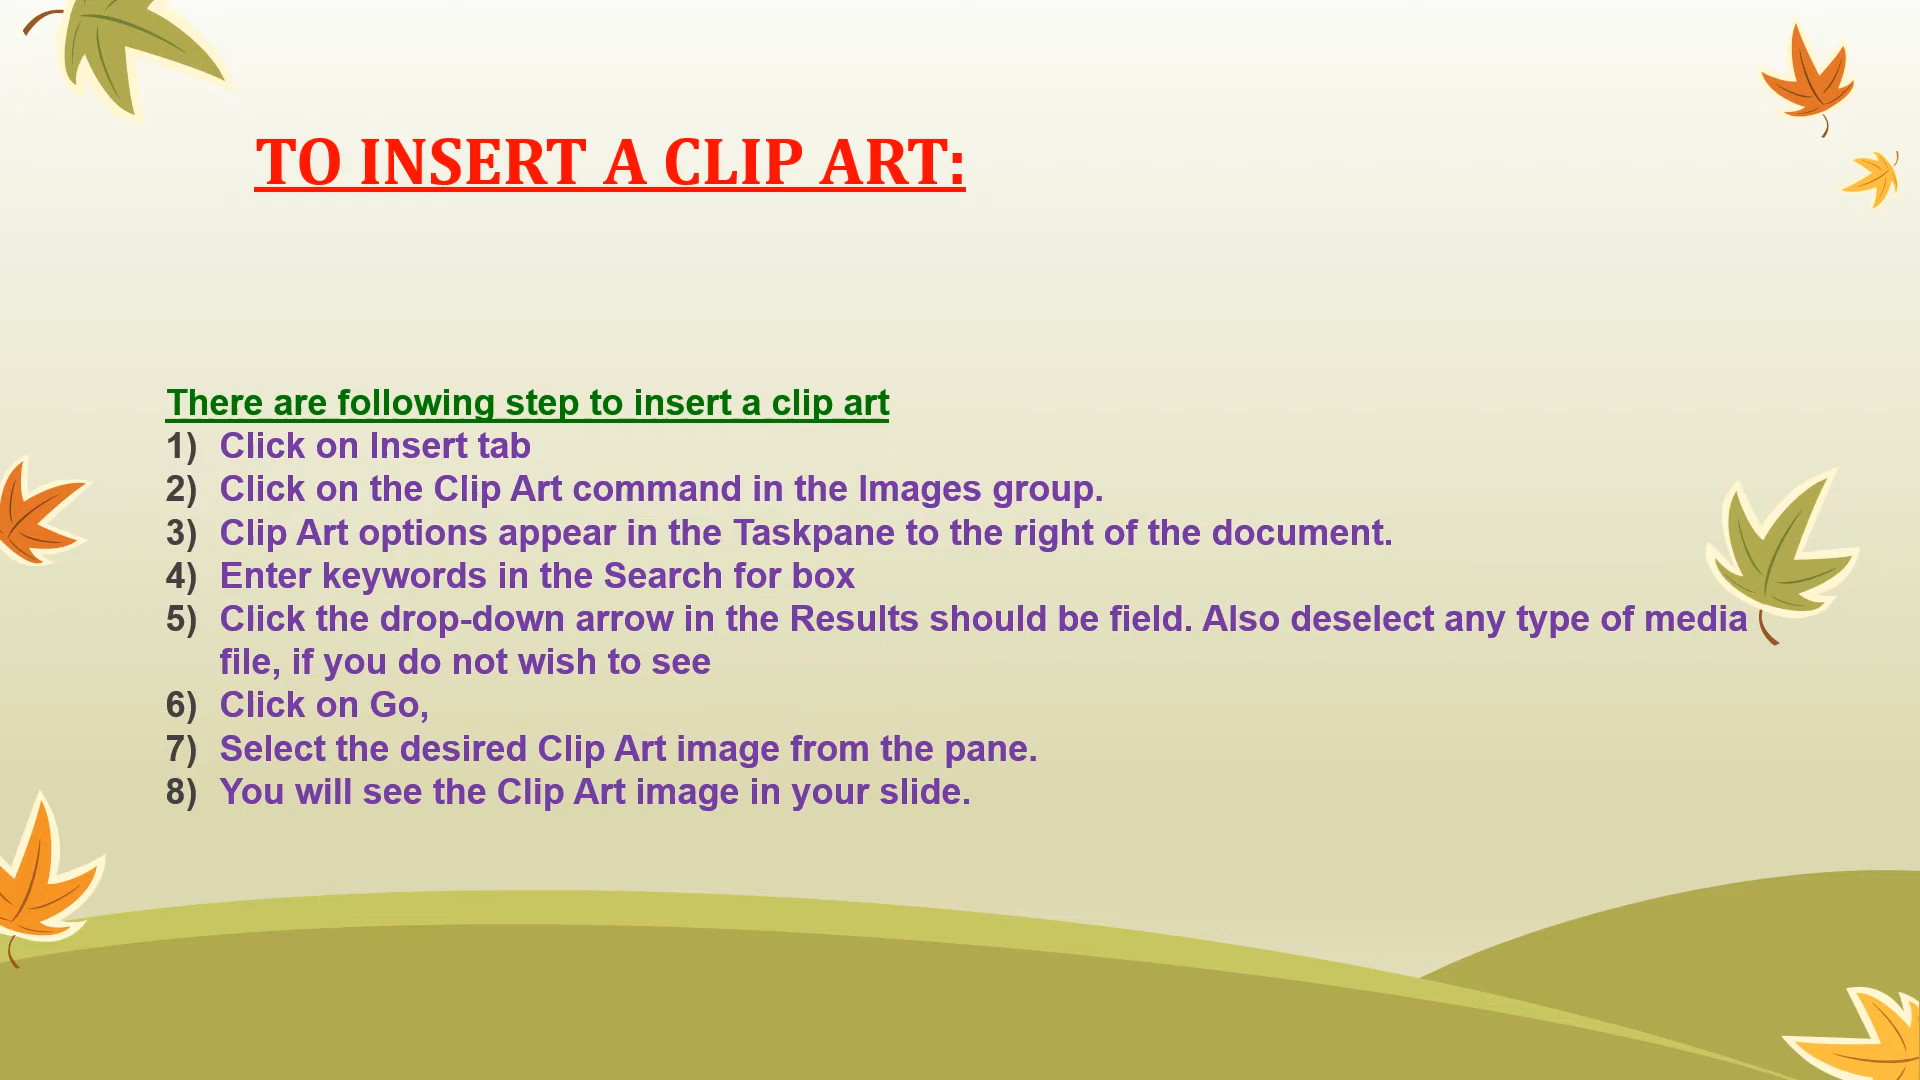 TO INSERT A CLIP ART:
There are following step to insert a clip art
1) Click on Insert tab
2) Click on the Clip Art command in the Images group.
3) Clip Art options appear in the Taskpane to the right of the document.
4) Enter keywords in the Search for box
5) Click the drop-down arrow in the Results should be field. Also deselect any type of media
file, if you do not wish to see
6) Click on Go,
7) Select the desired Clip Art image from the pane.
8) You will see the Clip Art image in your slide.